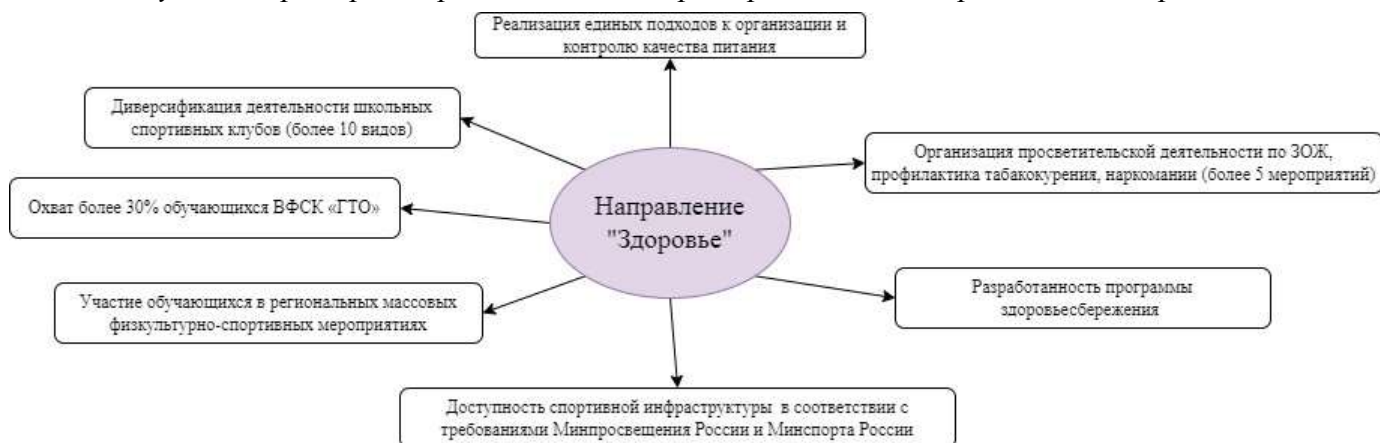 Реализация единых подходов к организации и
контролю качества питания
Диверсификация деятельности школьных
спортивных клубов (более 10 видов)
Организация просветительской деятельности по ЗОЖ,
профилактика табакокурения, наркомании (более 5 мероприятий)
Охват более 30% обучающихся ВФСК «ГТО»
Направление
"Здоровье"
Участие обучающихся в региональных массовых
физкультурно-спортивных мероприятиях
Разработанность программы
здоровьесбережения
Доступность спортивной инфраструктуры в соответствии с
требованиями Минпросвещения России и Минспорта России